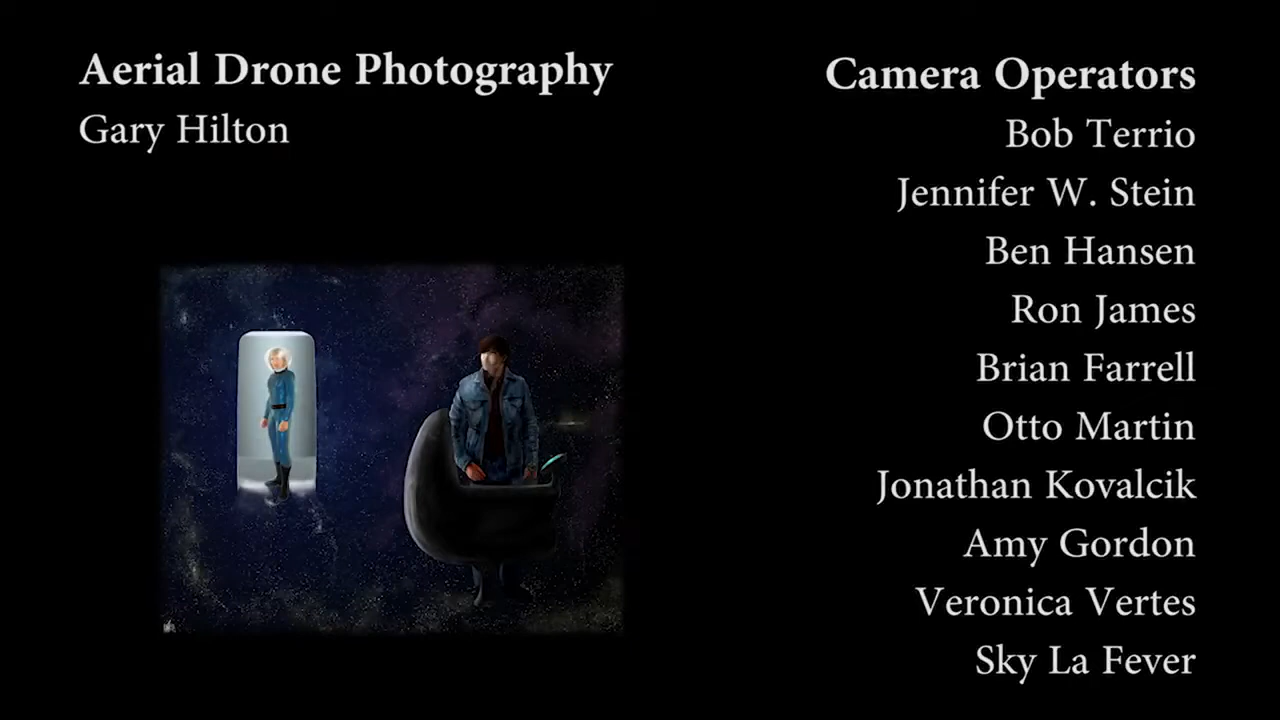 Aerial Drone Photography
Gary Hilton
Camera Operators
Bob Terrio
Jennifer W. Stein
Ben Hansen
Ron James
Brian Farrell
Otto Martin
Jonathan Kovalcik
Amy Gordon
Veronica Vertes
Sky La Fever